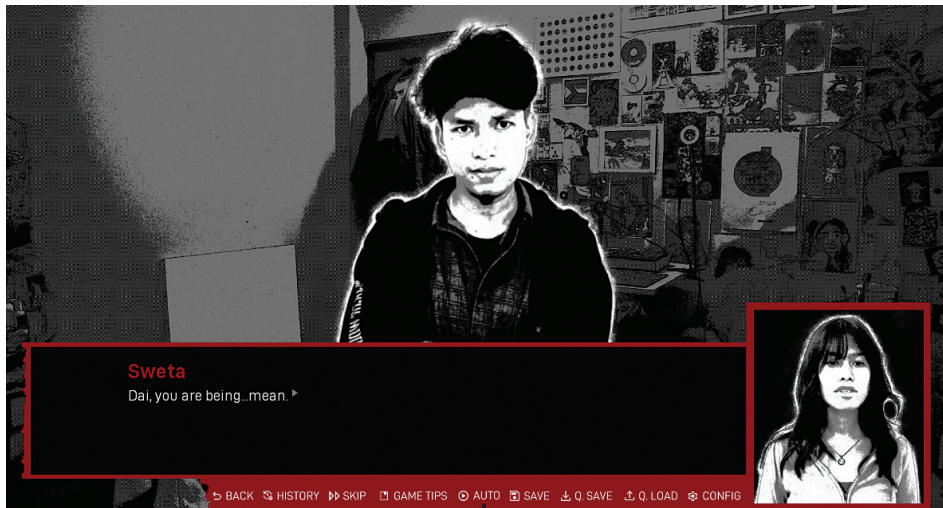 Sweta
Dai, you are being...mean.
BACK HISTORY SKIP GAME TIPS AUTO SAVE Q. SAVE Q. LOAD CONFIG